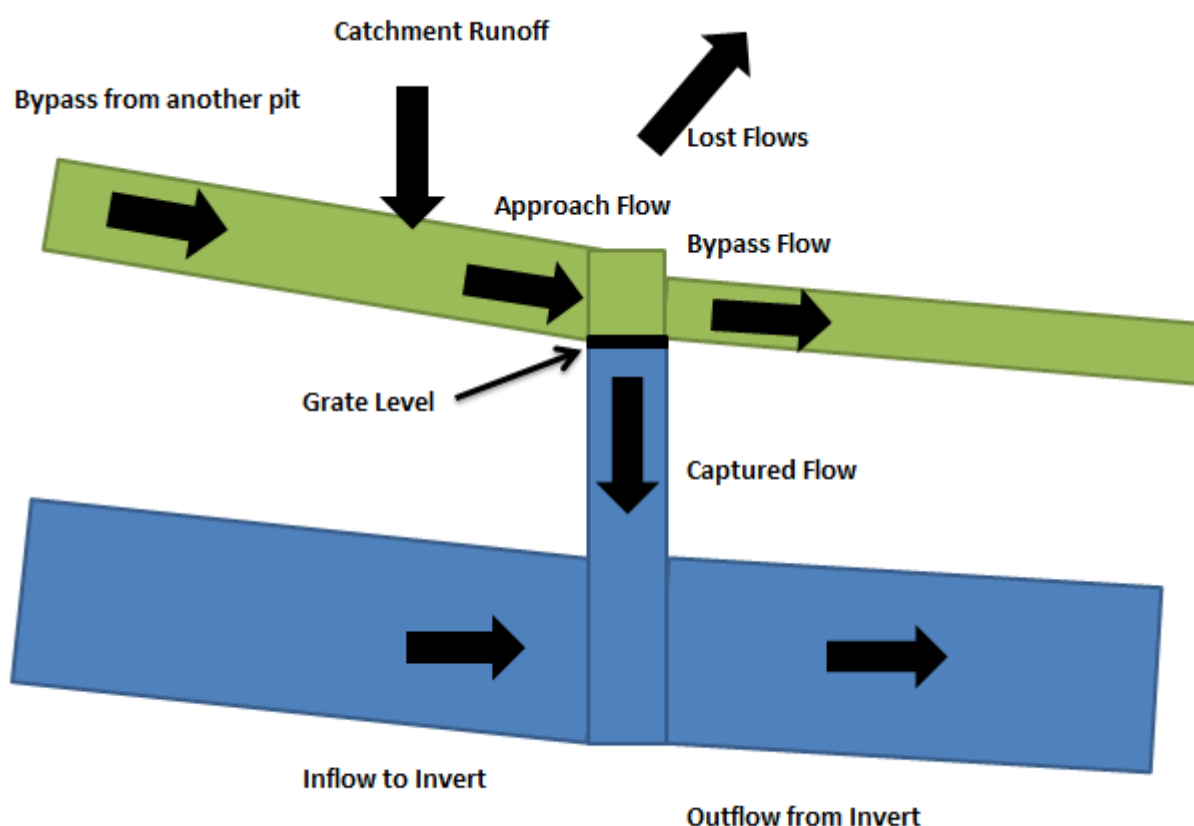 Catchment Runoff
Bypass from another pit
Lost Flows
Approach Flow
Bypass Flow
Grate Level
Captured Flow
Inflow to Invert
Outflow from Invert